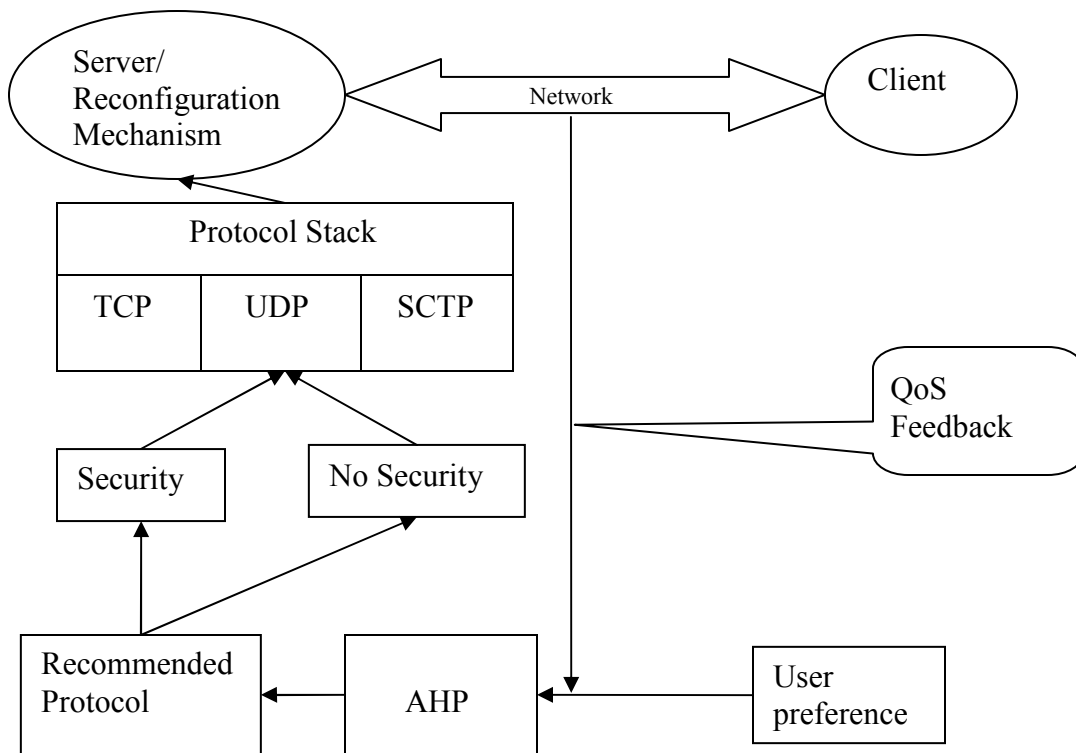 Server/
Reconfiguration
Mechanism
Network
Client
Protocol Stack
TCP
UDP
SCTP
QoS
Feedback
Security
No Security
Recommended
Protocol
AHP
User
preference